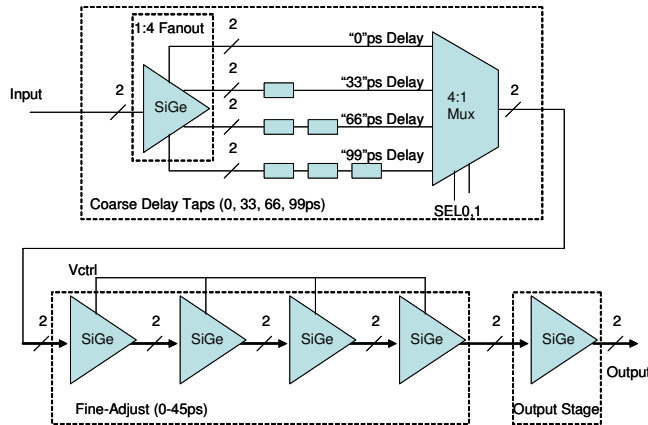 1:4 Fanout
2
“0”ps Delay
2
“33”ps Delay
Input
2
SiGe
2
“66”ps Delay
4:1
Mux
2
2
“99”ps Delay
Coarse Delay Taps (0, 33, 66, 99ps)
SEL0,1
Vctrl
2
SiGe
2
SiGe
2
SiGe
2
SiGe
2
SiGe
2
Output
Fine-Adjust (0-45ps)
Output Stage